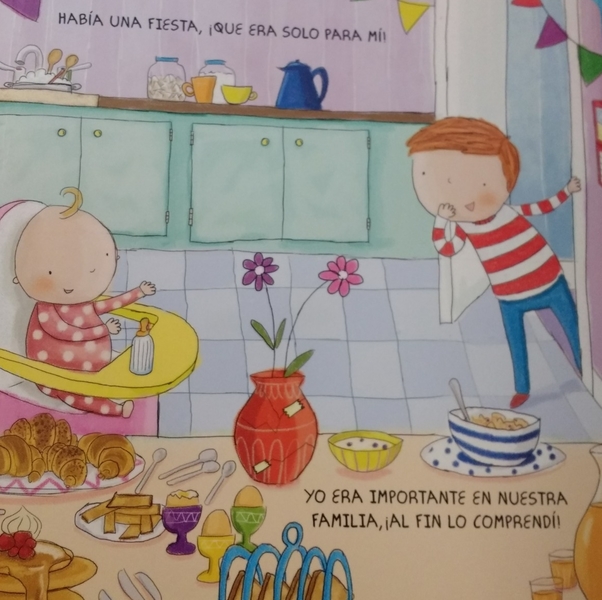 HABÍA UNA FIESTA, ¡QUE ERA SOLO PARA MÍ!
YO ERA IMPORTANTE EN NUESTRA
FAMILIA,¡AL FIN LO COMPRENDÍ!